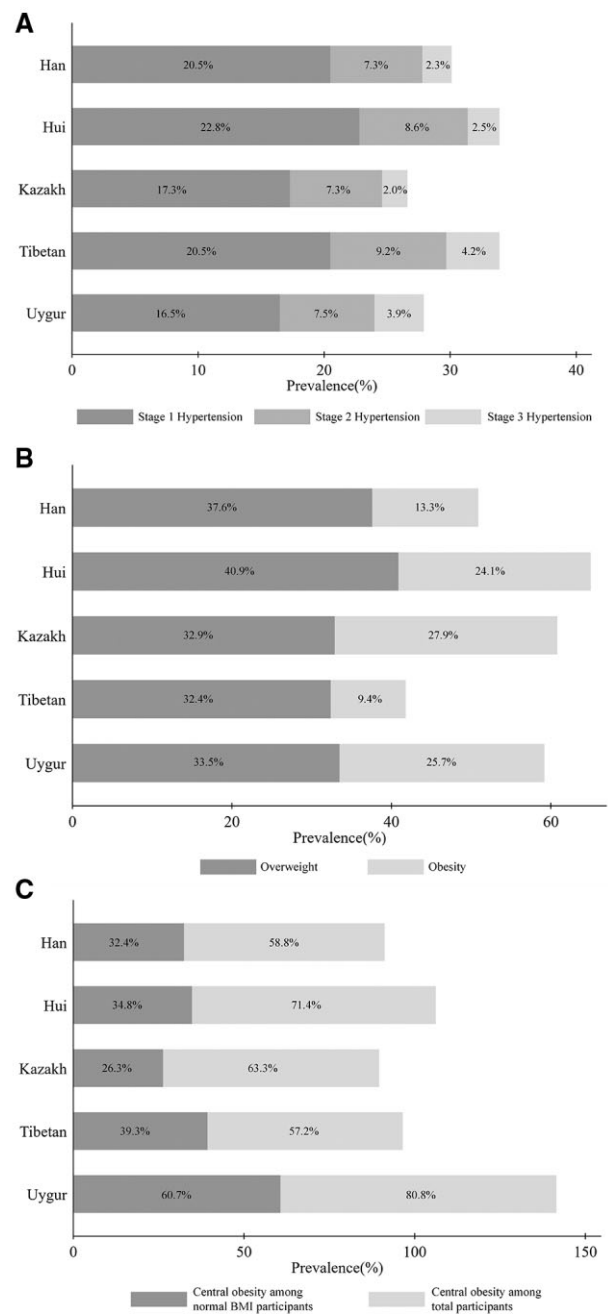 A
Han 20.5% 7.3% 2.3%
Hui 22.8% 8.6% 2.5%
Kazakh 17.3% 7.3% 2.0%
Tibetan 20.5% 9.2% 4.2%
Uygur 16.5% 7.5% 3.9%
0 10 20 30 40
Prevalence(%)
Stage 1 Hypertension Stage 2 Hypertension Stage 3 Hypertension
B
Han 37.6% 13.3%
Hui 40.9% 24.1%
Kazakh 32.9% 27.9%
Tibetan 32.4% 9.4%
Uygur 33.5% 25.7%
0 20 40 60
Prevalence(%)
Overweight Obesity
C
Han 32.4% 58.8%
Hui 34.8% 71.4%
Kazakh 26.3% 63.3%
Tibetan 39.3% 57.2%
Uygur 60.7% 80.8%
0 50 100 150
Prevalence(%)
Central obesity among Central obesity among
normal BMI participants total participants